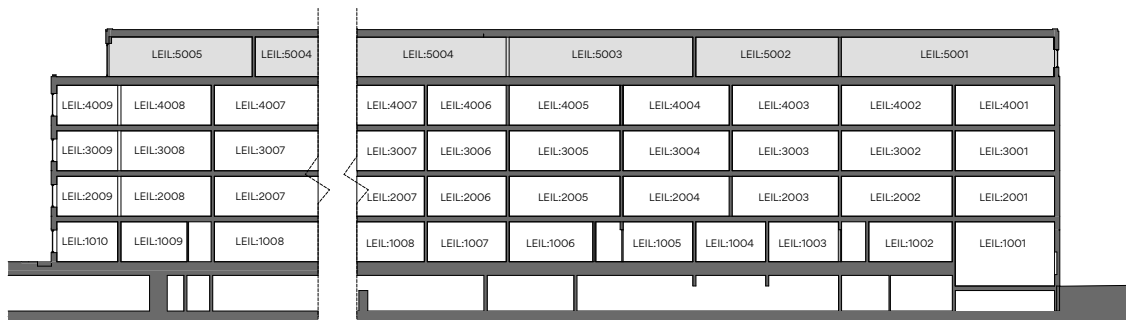 LEIL:5005 LEIL:5004 LEIL:5004 LEIL:5003 LEIL:5002 LEIL:5001
LEIL:4009 LEIL:4008 LEIL:4007 LEIL:4007 LEIL:4006 LEIL:4005 LEIL:4004 LEIL:4003 LEIL:4002 LEIL:4001
LEIL:3009 LEIL:3008 LEIL:3007 LEIL:3007 LEIL:3006 LEIL:3005 LEIL:3004 LEIL:3003 LEIL:3002 LEIL:3001
LEIL:2009 LEIL:2008 LEIL:2007 LEIL:2007 LEIL:2006 LEIL:2005 LEIL:2004 LEIL:2003 LEIL:2002 LEIL:2001
LEIL:1010 LEIL:1009 LEIL:1008 LEIL:1008 LEIL:1007 LEIL:1006 LEIL:1005 LEIL:1004 LEIL:1003 LEIL:1002 LEIL:1001